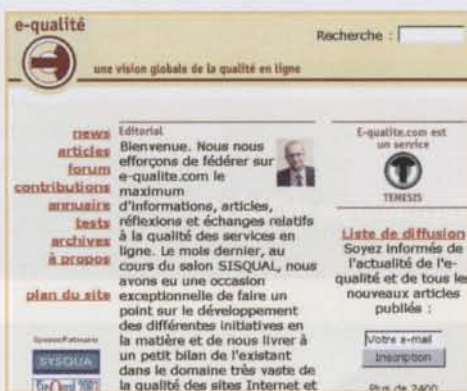 e-qualité
Recherche :
une vision globale de la qualité en ligne
news
articles
forum
contributions
annuaire
tests
archives
à propos
plan du site
SYSQUA
Editorial
Bienvenue. Nous nous
efforçons de fédérer sur
e-qualite.com le
maximum
d'informations, articles,
réflexions et échanges relatifs
à la qualité des services en
ligne. Le mois dernier, au
cours du salon SISQUAL, nous
avons eu une occasion
exceptionnelle de faire un
point sur le développement
des différentes initiatives en
la matière et de nous livrer à
un petit bilan de l'existant
dans le domaine très vaste de
la qualité des sites Internet et
E-qualite.com est
un service
TEMESIS
Liste de diffusion
Soyez informés de
l'actualité de l'e-
qualité et de tous les
nouveaux articles
publiés :
Votre e-mail
Inscription
Plus de 2400